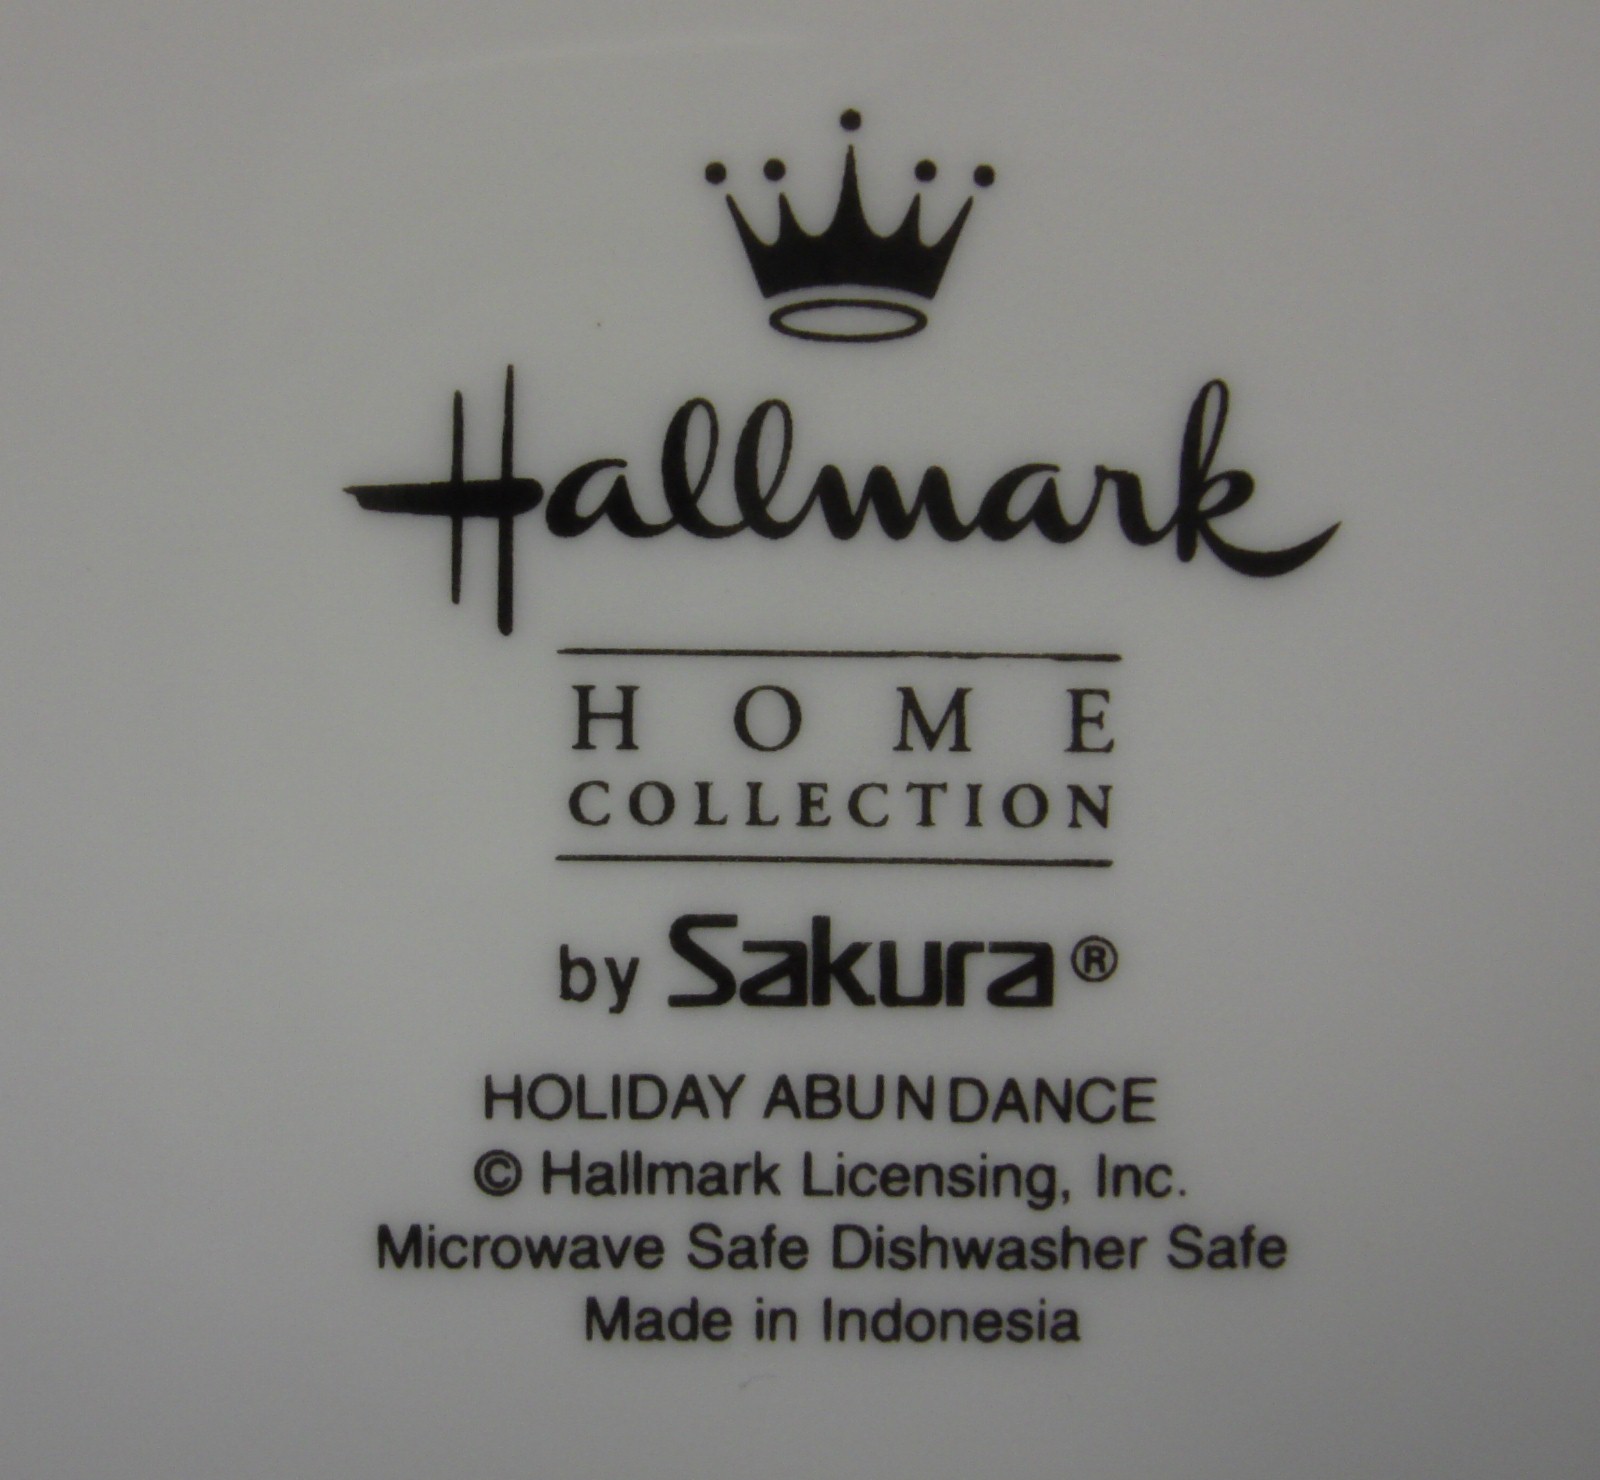 Hallmark
HOME
COLLECTION
by Sakura®
HOLIDAY ABUNDANCE
© Hallmark Licensing, Inc.
Microwave Safe Dishwasher Safe
Made in Indonesia